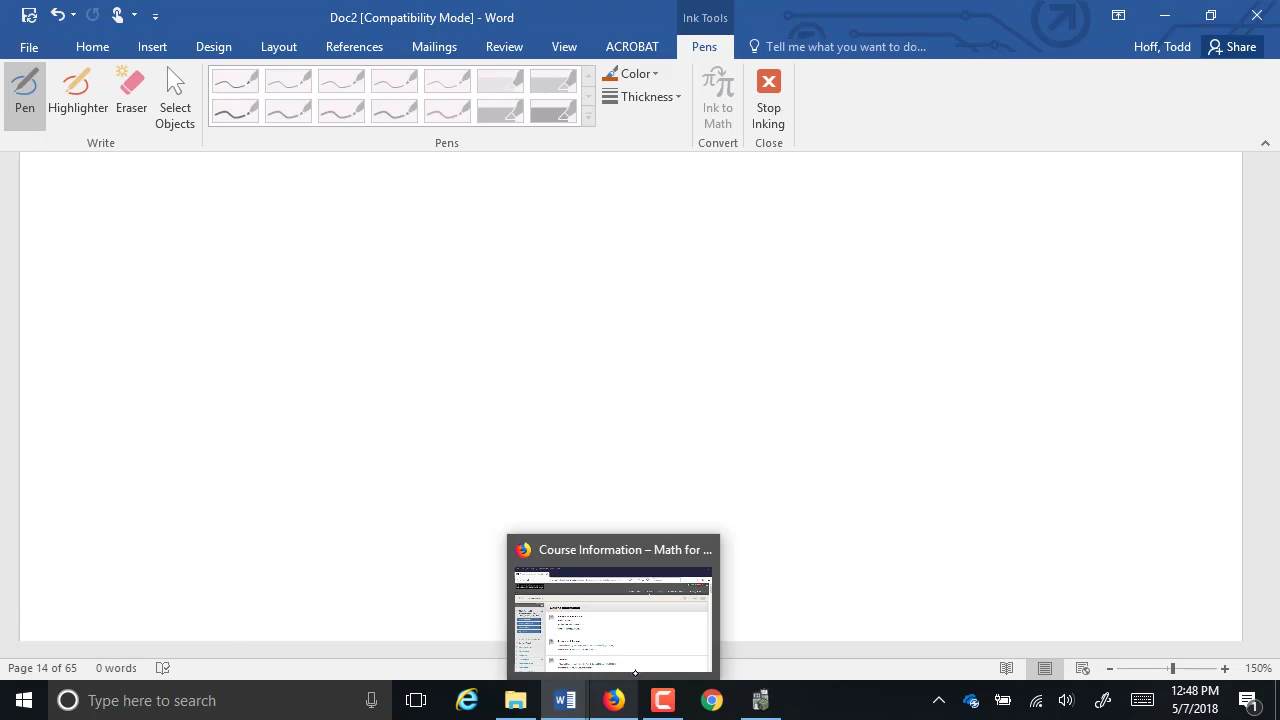 Doc2 [Compatibility Mode] - Word
Ink Tools
File
Home
Insert
Design
Layout
References
Mailings
Review
View
ACROBAT
Pens
Tell me what you want to do...
Hoff, Todd
Share
Pen
Highlighter
Eraser
Select
Objects
Color
Thickness
Ink to
Math
Stop
Inking
Write
Pens
Convert
Close
Course Information – Math for ...
Page 14 of 65
0 words
150%
Type here to search
12:48 PM
5/7/2018
1